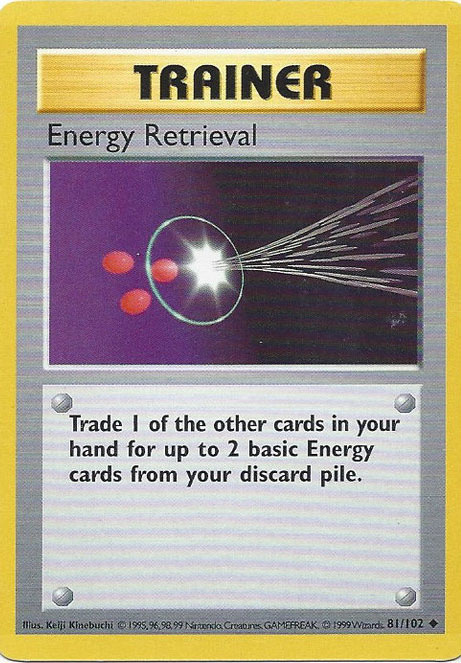 TRAINER
Energy Retrieval
Trade 1 of the other cards in your
hand for up to 2 basic Energy
cards from your discard pile.
Illus. Keiji Kinebuchi © 1995, 96, 98, 99 Nintendo, Creatures, GAMEFREAK. © 1999 Wizards. 81/102 ◆